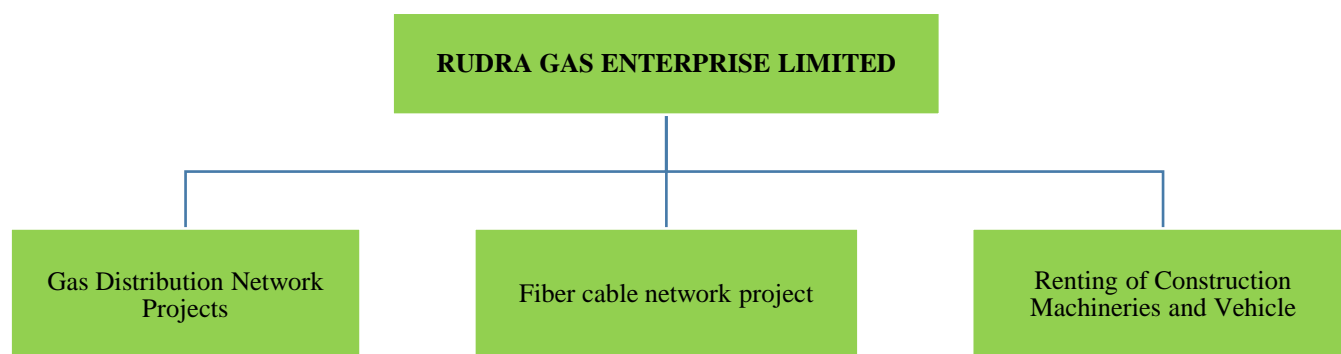 RUDRA GAS ENTERPRISE LIMITED
Gas Distribution Network
Projects
Fiber cable network project
Renting of Construction
Machineries and Vehicle